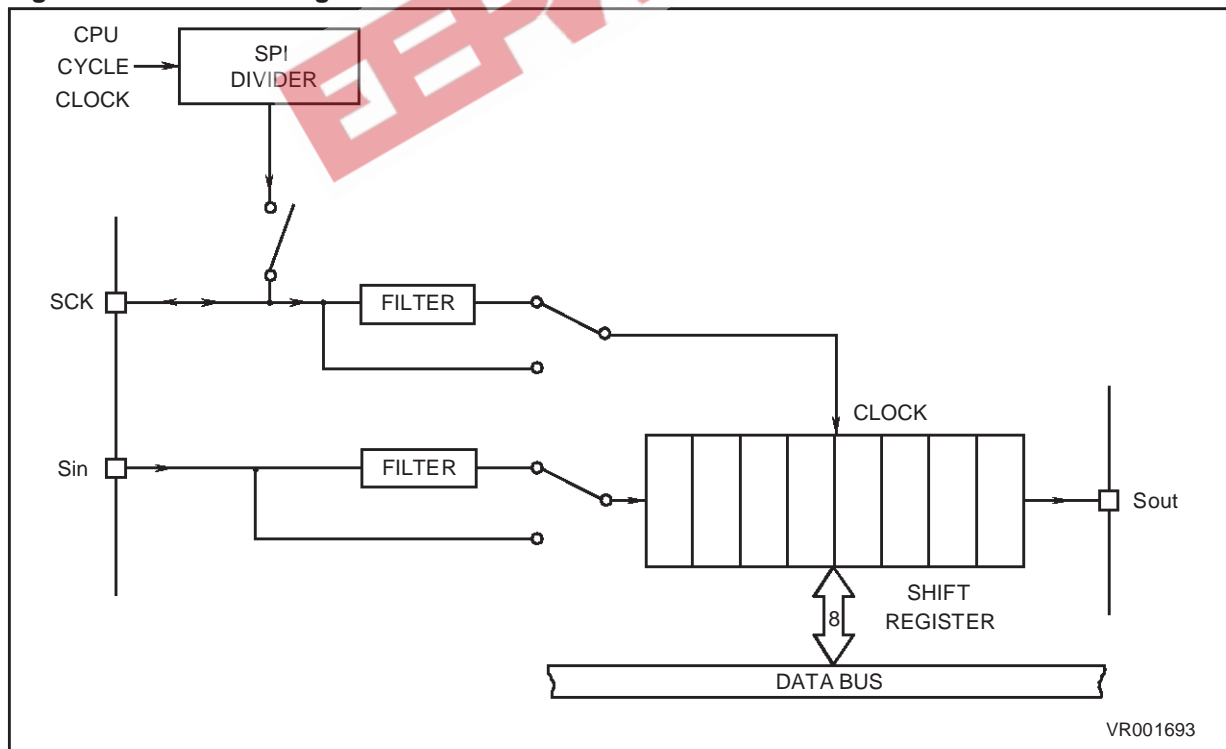 CPU
CYCLE
CLOCK
SPI
DIVIDER
SCK
FILTER
CLOCK
Sin
FILTER
Sout
SHIFT
REGISTER
8
DATA BUS
VR001693